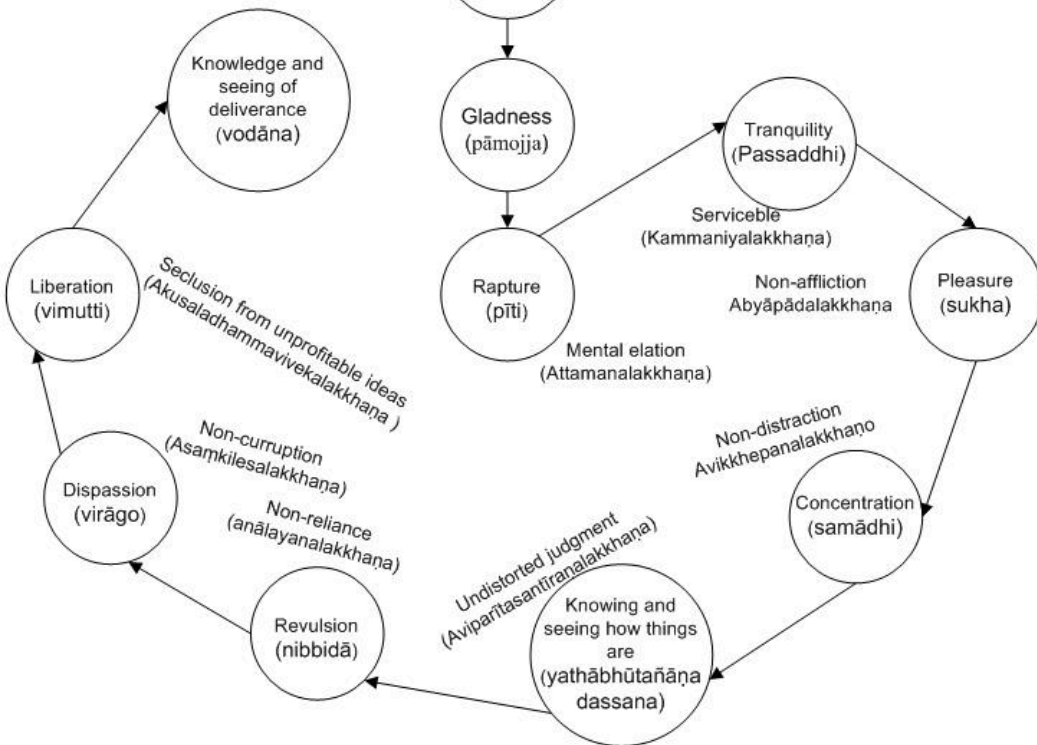 Gladness
(pāmojja)
Rapture
(pīti)
Mental elation
(Attamanalakkhaṇa)
Tranquility
(Passaddhi)
Serviceble
(Kammaniyalakkhaṇa)
Pleasure
(sukha)
Non-affliction
Abyāpādalakkhaṇa
Concentration
(samādhi)
Non-distraction
Avikkhepanalakkhaṇo
Knowing and
seeing how things
are
(yathābhūtañāṇa
dassana)
Undistorted judgment
(Aviparītasantīraṇalakkhaṇa)
Revulsion
(nibbidā)
Non-reliance
(anālayanalakkhaṇa)
Dispassion
(virāgo)
Non-curruption
(Asaṃkilesalakkhaṇa)
Liberation
(vimutti)
Seclusion from unprofitable ideas
(Akusaladhammavivekalakkhaṇa )
Knowledge and
seeing of
deliverance
(vodāna)